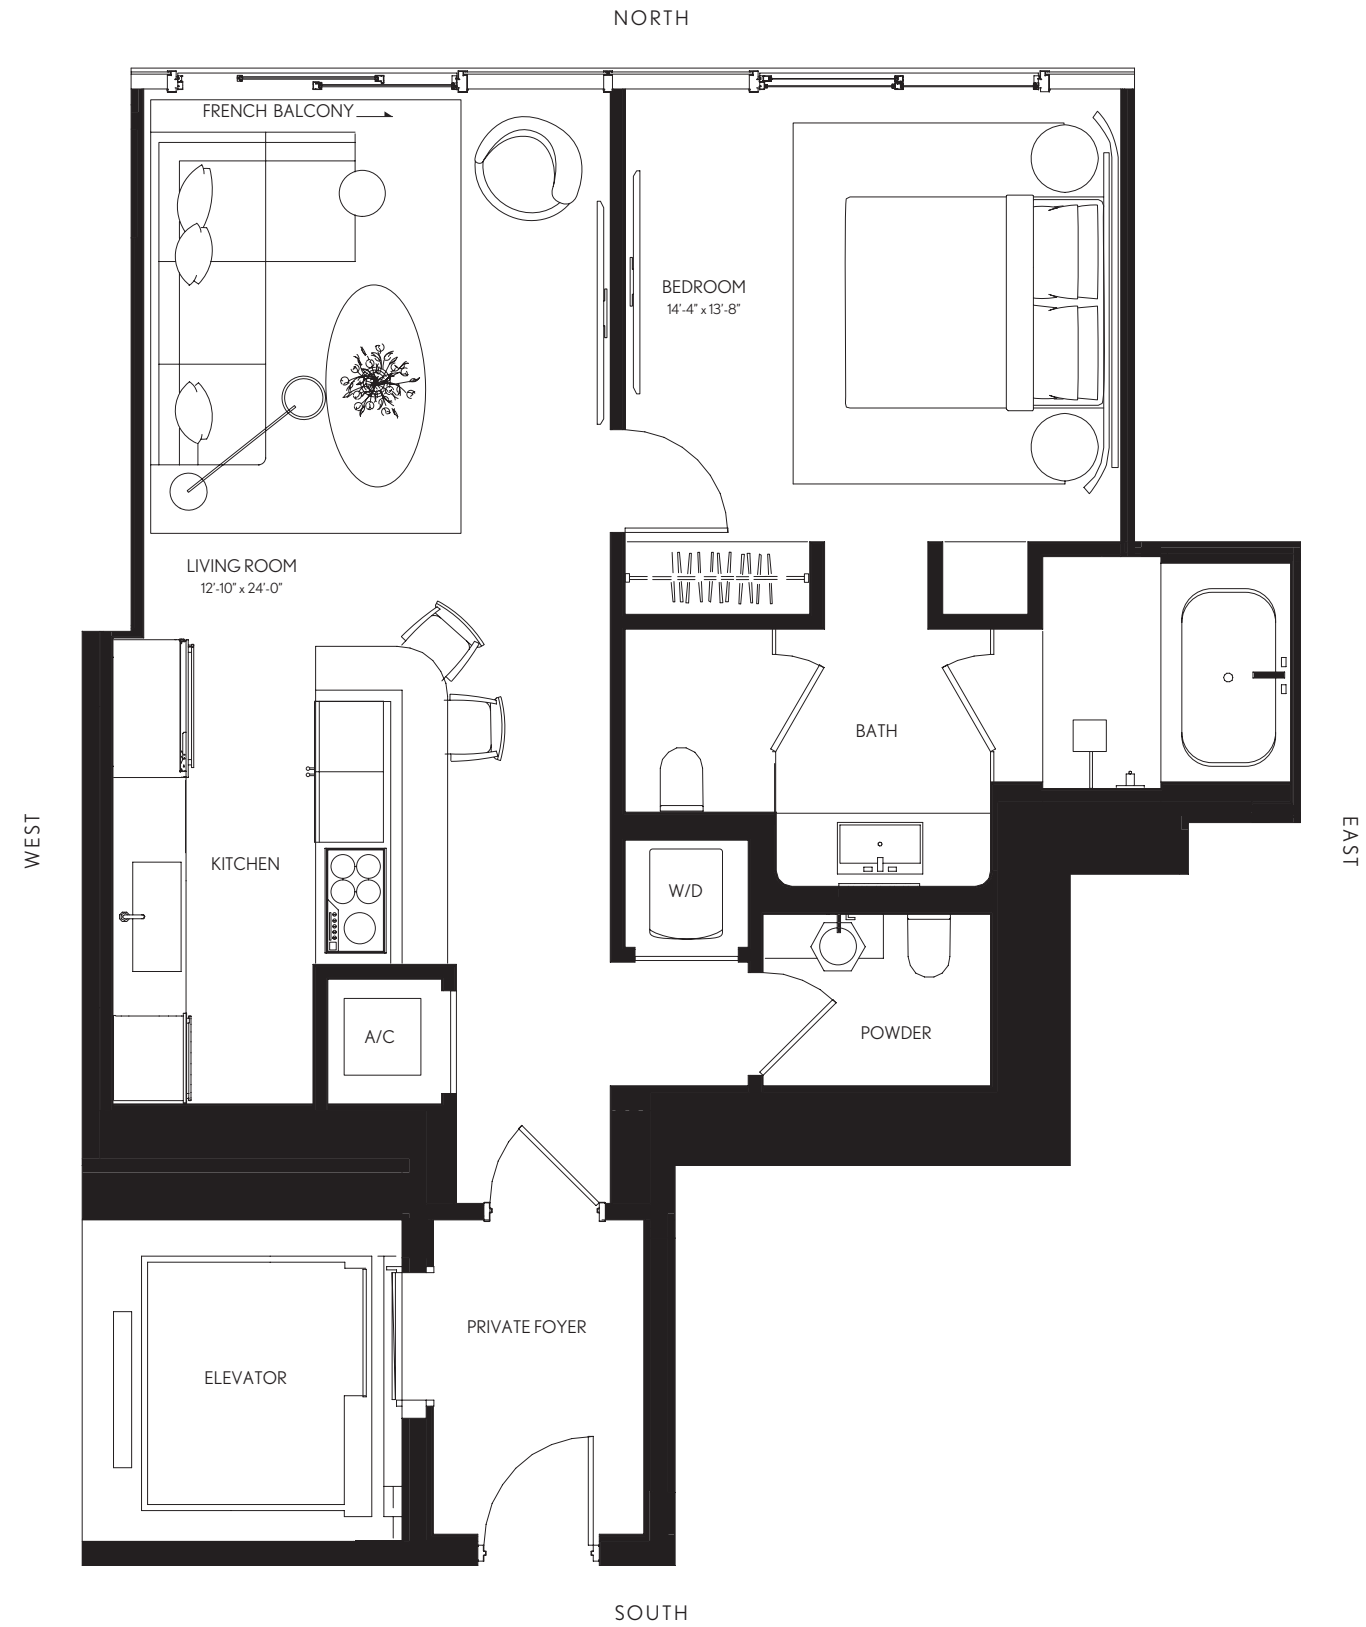 NORTH
FRENCH BALCONY
BEDROOM
14'-4" x 13'-8"
LIVING ROOM
12'-10" x 24'-0"
BATH
WEST
KITCHEN
W/D
EAST
A/C
POWDER
PRIVATE FOYER
ELEVATOR
SOUTH